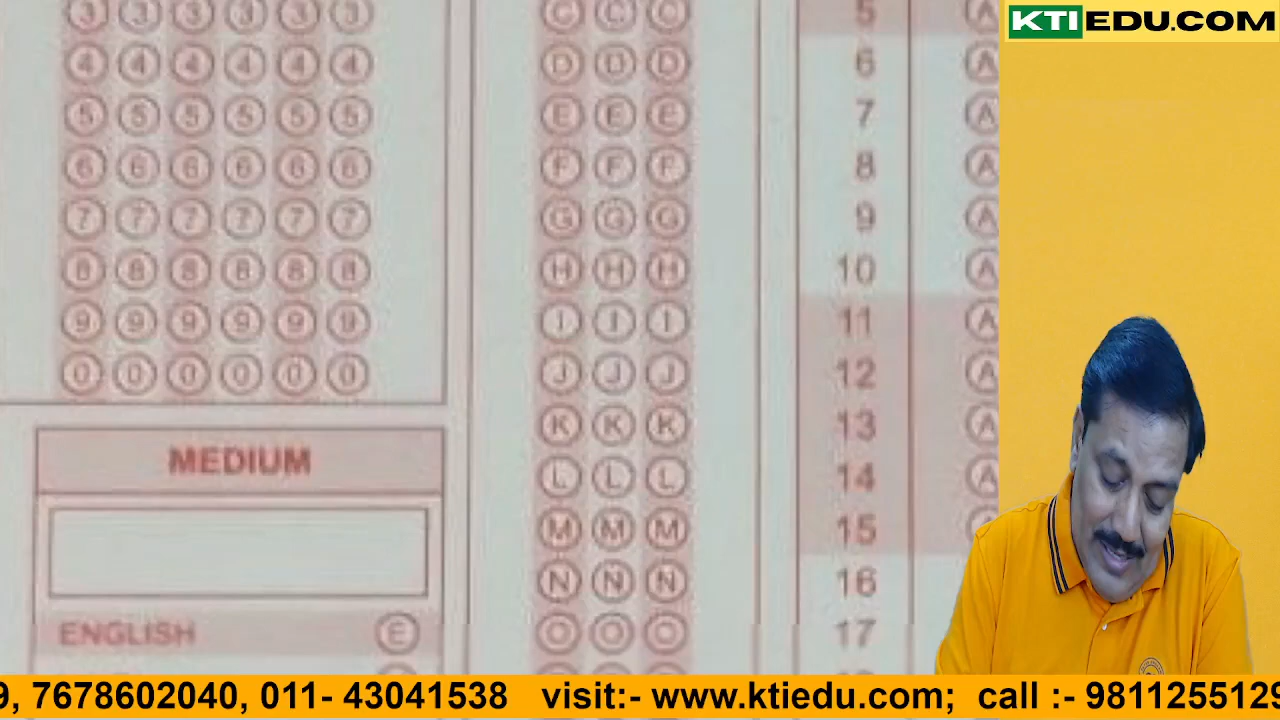 3 3 3 3 3 3 C C C 5 A
KTIEDU.COM
4 4 4 4 4 4 D D D 6 A
5 5 5 5 5 5 E E E 7 A
6 6 6 6 6 6 F F F 8 A
7 7 7 7 7 7 G G G 9 A
8 8 8 8 8 8 H H H 10 A
9 9 9 9 9 9 I I I 11 A
0 0 0 0 0 0 J J J 12 A
K K K 13 A
MEDIUM
L L L 14 A
M M M 15
N N N 16
ENGLISH E O O O 17
9, 7678602040, 011- 43041538 visit:- www.ktiedu.com; call :- 981125512